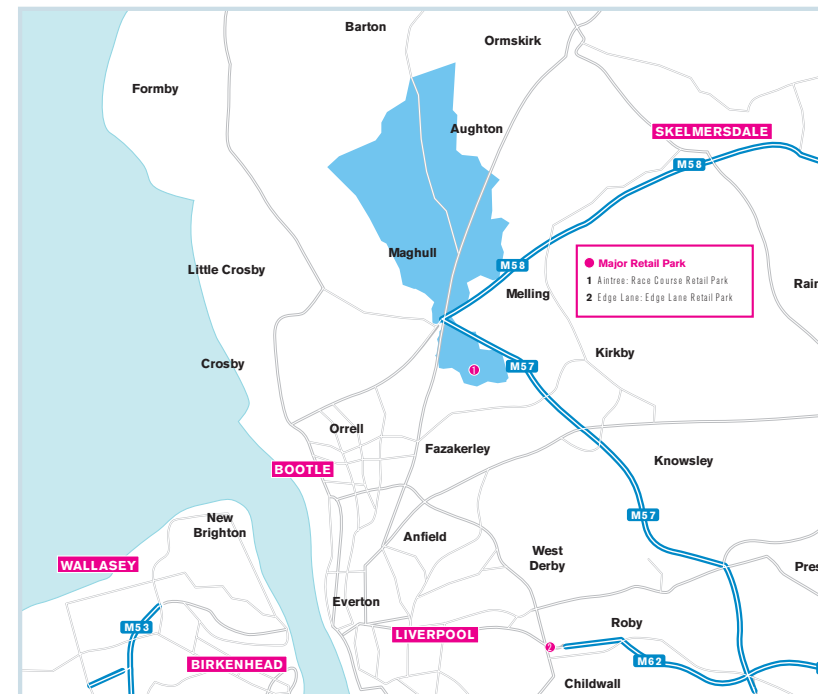 Barton
Ormskirk
Formby
Aughton
SKELMERSDALE
M58
Maghull
M58
Little Crosby
Melling
Major Retail Park
1 Aintree: Race Course Retail Park
2 Edge Lane: Edge Lane Retail Park
Rain
Crosby
Kirkby
M57
1
Orrell
Fazakerley
BOOTLE
Knowsley
M57
New
Brighton
Anfield
West
Derby
WALLASEY
Pres
Everton
M53
LIVERPOOL
Roby
2
BIRKENHEAD
M62
Childwall